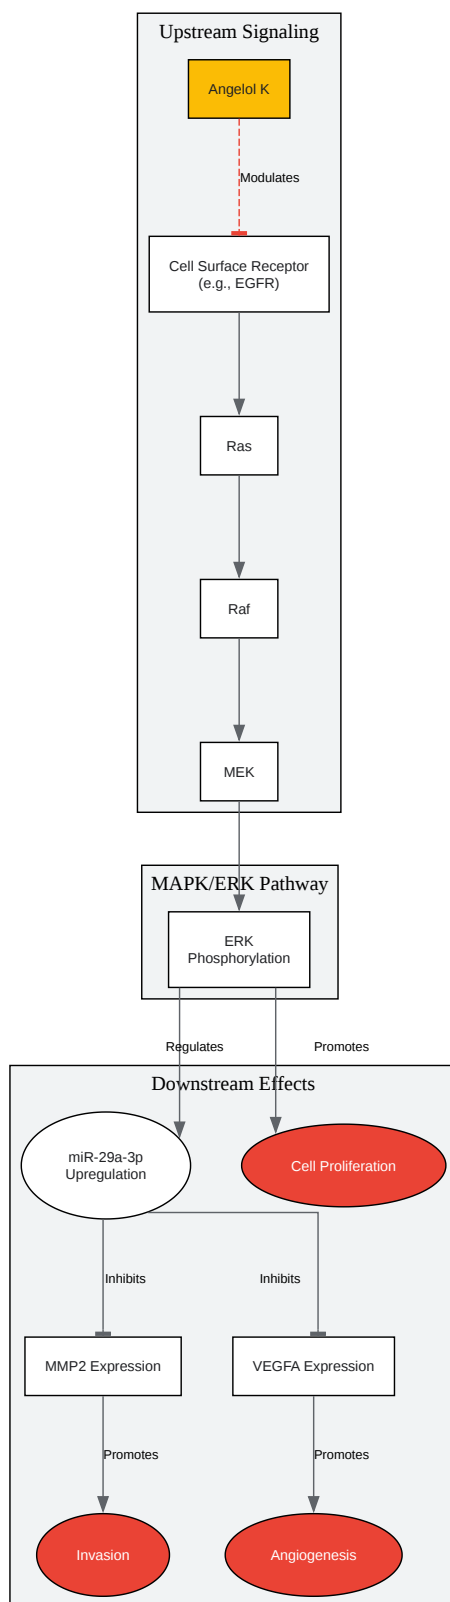 Upstream Signaling
Angelol K
Modulates
Cell Surface Receptor
(e.g., EGFR)
Ras
Raf
MEK
MAPK/ERK Pathway
ERK
Phosphorylation
Regulates
Promotes
Downstream Effects
miR-29a-3p
Upregulation
Cell Proliferation
Inhibits
Inhibits
MMP2 Expression
VEGFA Expression
Promotes
Promotes
Invasion
Angiogenesis